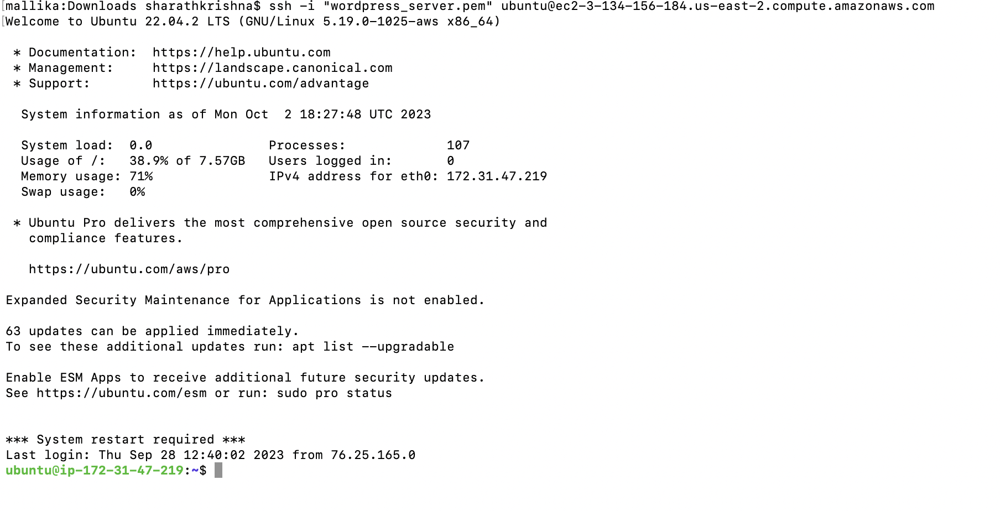 [mallika:Downloads sharathkrishna$ ssh -i "wordpress_server.pem" ubuntu@ec2-3-134-156-184.us-east-2.compute.amazonaws.com
[Welcome to Ubuntu 22.04.2 LTS (GNU/Linux 5.19.0-1025-aws x86_64)
* Documentation:  https://help.ubuntu.com
* Management:     https://landscape.canonical.com
* Support:        https://ubuntu.com/advantage
System information as of Mon Oct  2 18:27:48 UTC 2023
System load:  0.0               Processes:             107
Usage of /:   38.9% of 7.57GB   Users logged in:       0
Memory usage: 71%               IPv4 address for eth0: 172.31.47.219
Swap usage:   0%
* Ubuntu Pro delivers the most comprehensive open source security and
compliance features.
https://ubuntu.com/aws/pro
Expanded Security Maintenance for Applications is not enabled.
63 updates can be applied immediately.
To see these additional updates run: apt list --upgradable
Enable ESM Apps to receive additional future security updates.
See https://ubuntu.com/esm or run: sudo pro status
*** System restart required ***
Last login: Thu Sep 28 12:40:02 2023 from 76.25.165.0
ubuntu@ip-172-31-47-219:~$